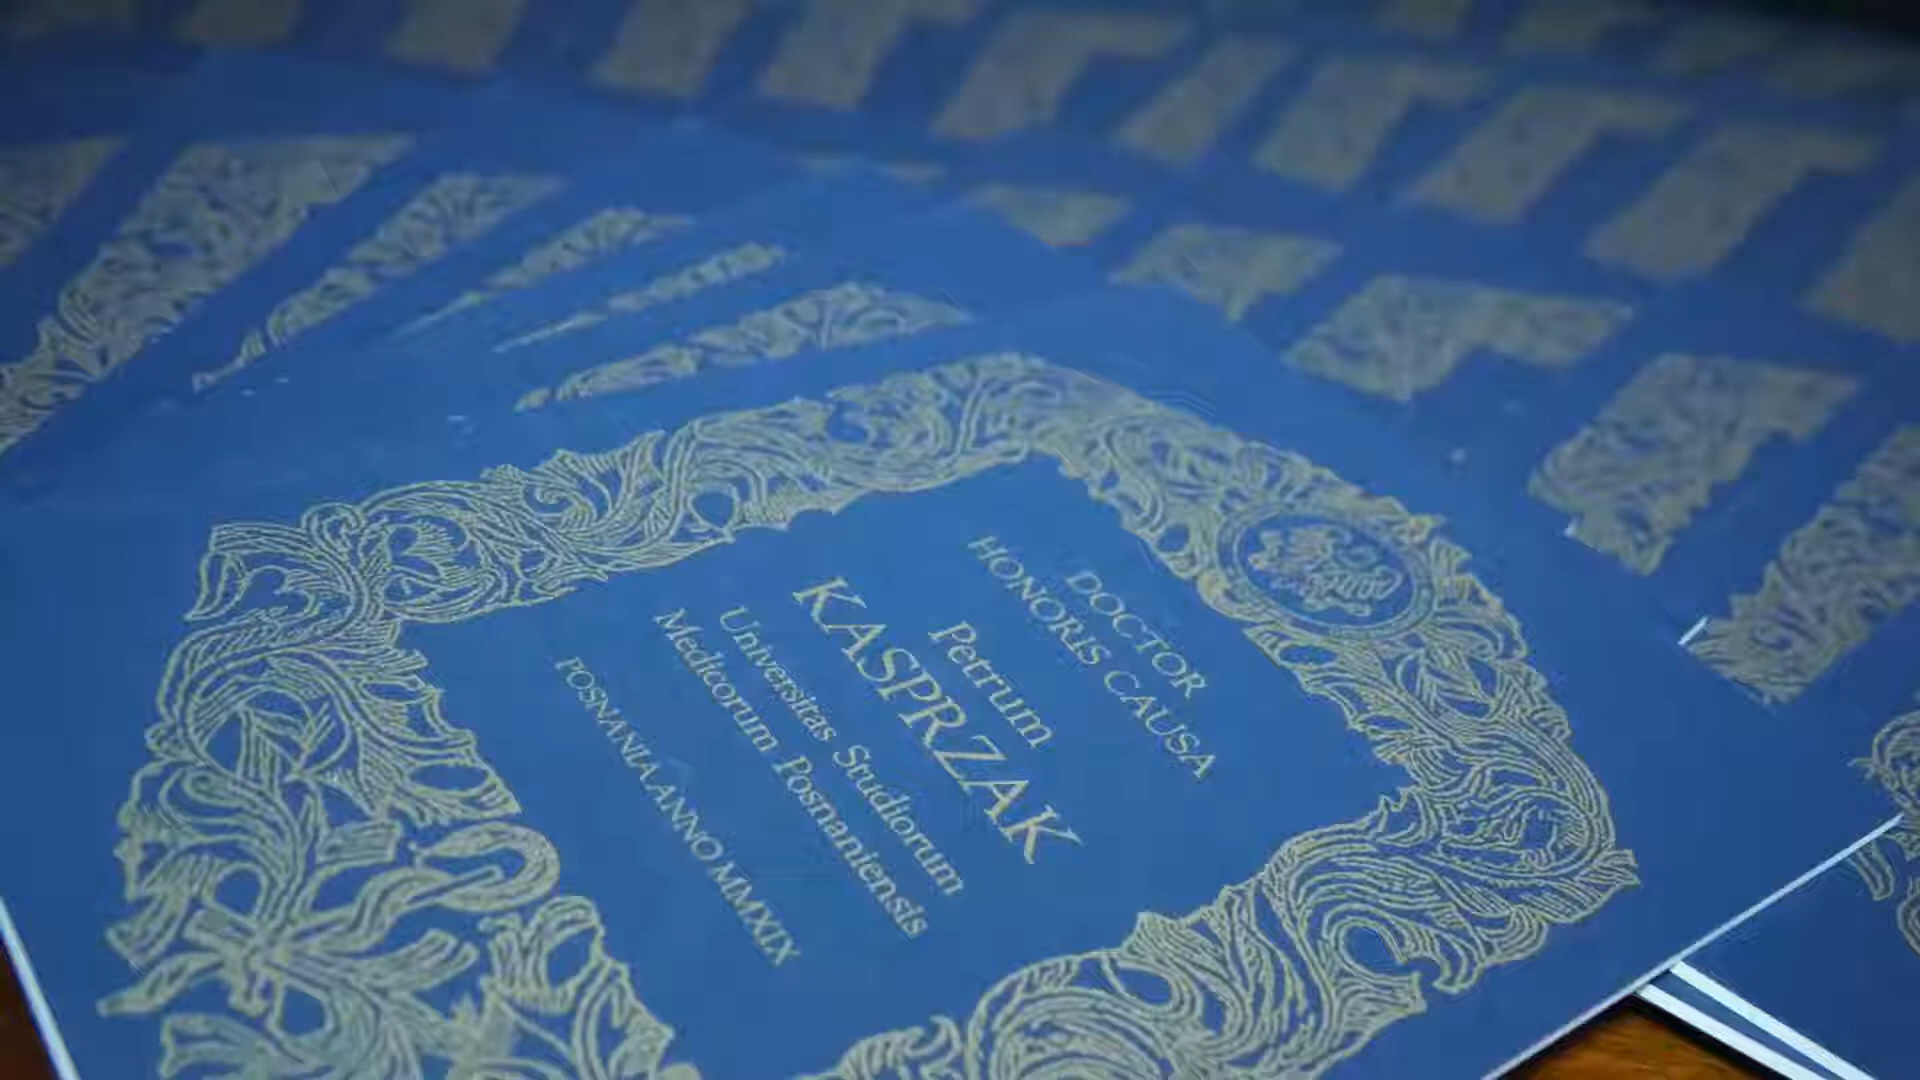 DOCTOR
HONORIS CAUSA
Petrum
KASPRZAK
Universitas Studiorum
Medicorum Posnaniensis
POSNANIA ANNO MMXIX